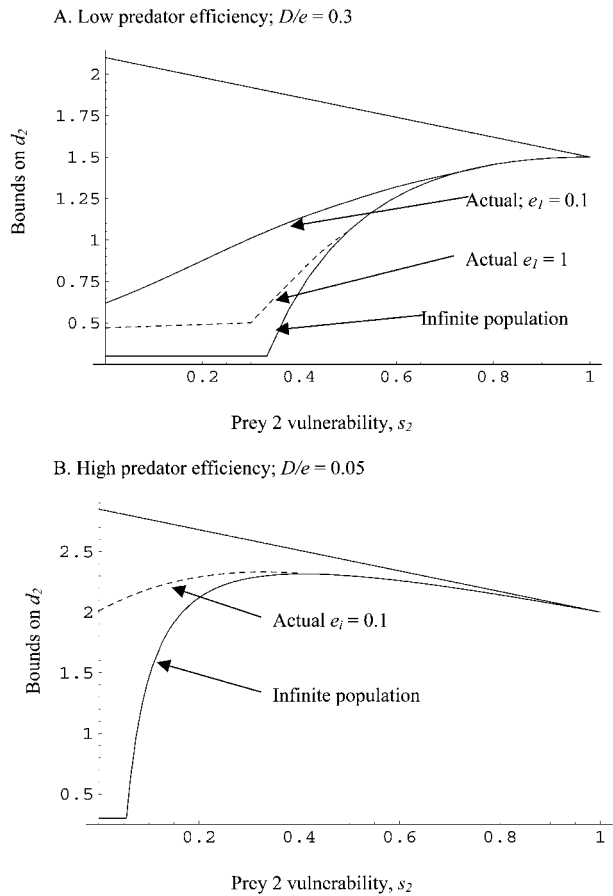 A. Low predator efficiency; D/e = 0.3
2
1.75
1.5
1.25
1
0.75
0.5
Bounds on d2
Actual; e1 = 0.1
Actual e1 = 1
Infinite population
0.2 0.4 0.6 0.8 1
Prey 2 vulnerability, s2
B. High predator efficiency; D/e = 0.05
2.5
2
1.5
1
0.5
Bounds on d2
Actual ei = 0.1
Infinite population
0.2 0.4 0.6 0.8 1
Prey 2 vulnerability, s2